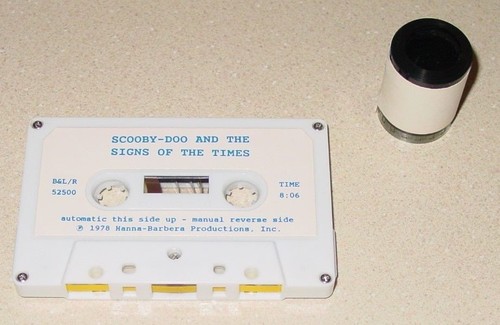 SCOOBY-DOO AND THE
SIGNS OF THE TIMES
B&L/R
52500
TIME
8:06
automatic this side up - manual reverse side
℗ 1978 Hanna-Barbera Productions, Inc.